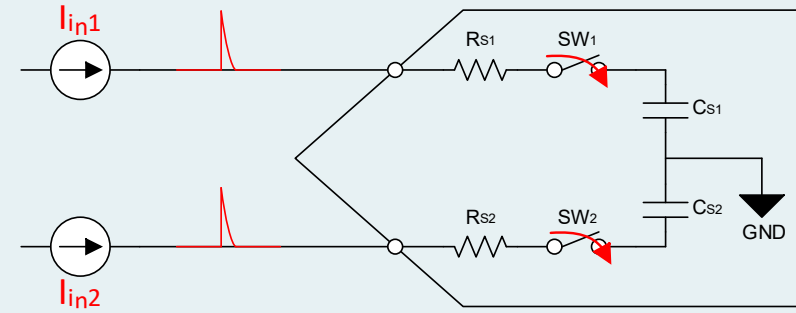 Iin1
RS1
SW1
CS1
RS2
SW2
CS2
GND
Iin2